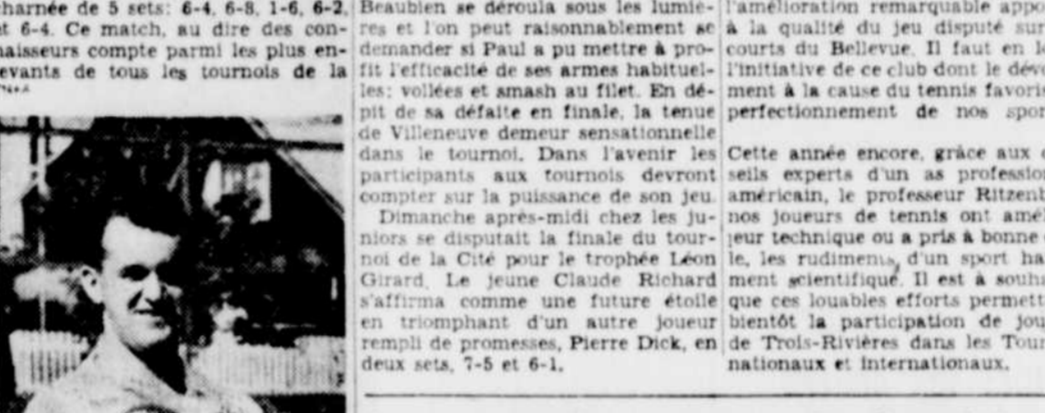 charnée de 5 sets: 6-4, 6-8, 1-6, 6-2,
et 6-4. Ce match, au dire des con-
naisseurs compte parmi les plus en-
levants de tous les tournois de la
Beaubien se déroula sous les lumiè-
res et l'on peut raisonnablement se
demander si Paul a pu mettre à pro-
fit l'efficacité de ses armes habituel-
les: vollées et smash au filet. En dé-
pit de sa défaite en finale, la tenue
de Villeneuve demeur sensationnelle
dans le tournoi. Dans l'avenir les
participants aux tournois devront
compter sur la puissance de son jeu.
Dimanche après-midi chez les ju-
niors se disputait la finale du tour-
noi de la Cité pour le trophée Léon
Girard. Le jeune Claude Richard
s'affirma comme une future étoile
en triomphant d'un autre joueur
rempli de promesses, Pierre Dick, en
deux sets, 7-5 et 6-1.
l'amélioration remarquable appo
à la qualité du jeu disputé sur
courts du Bellevue. Il faut en l
l'initiative de ce club dont le déve
ment à la cause du tennis favoris
perfectionnement de nos spor
Cette année encore, grâce aux
seils experts d'un as profession
américain, le professeur Ritzenb
nos joueurs de tennis ont amél
leur technique ou a pris à bonne
le, les rudiments d'un sport ha
ment scientifique. Il est à souha
que ces louables efforts permett
bientôt la participation de jou
de Trois-Rivières dans les Tour
nationaux et internationaux.